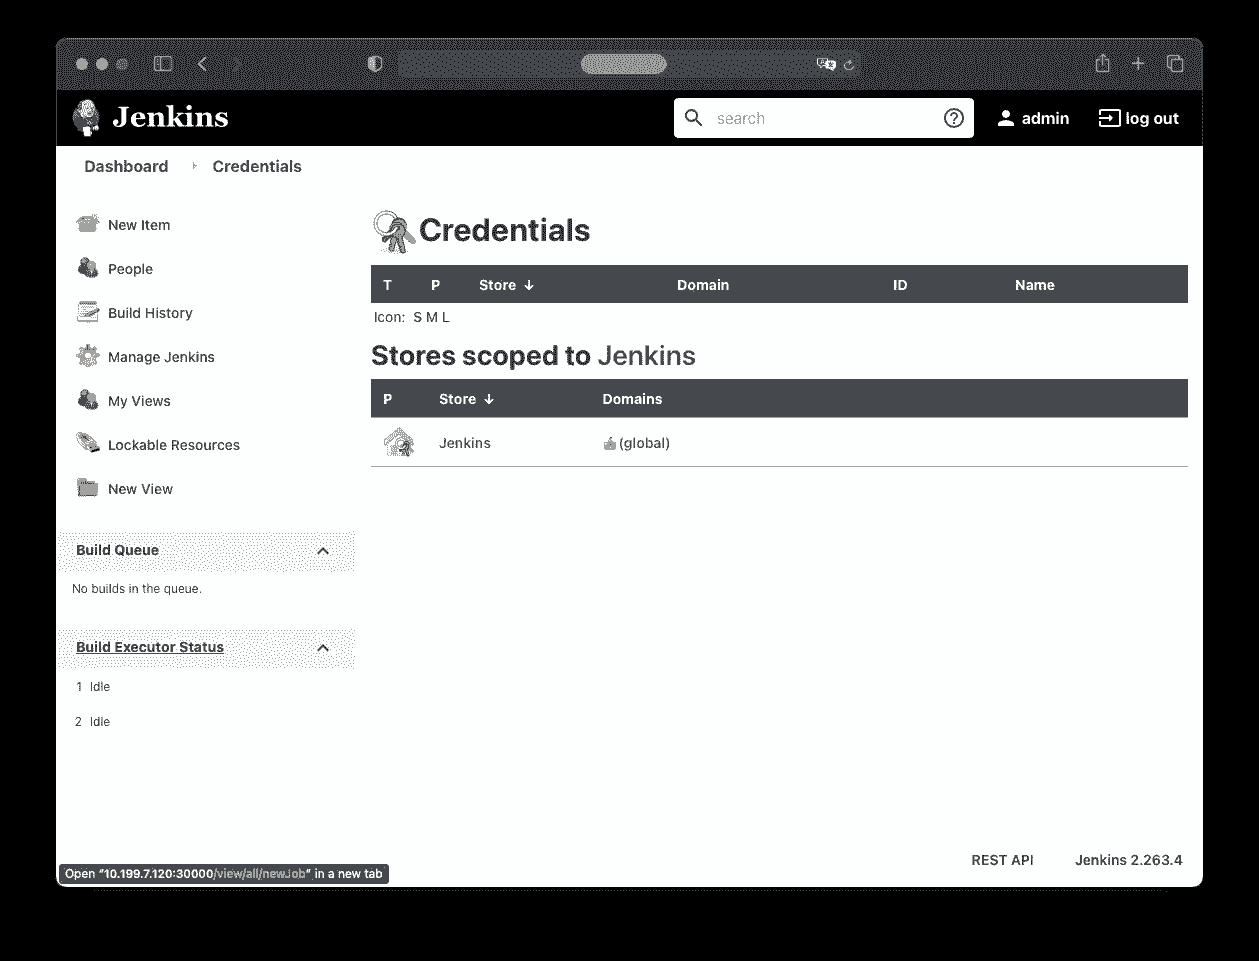 Jenkins
search
admin
log out
Dashboard Credentials
New Item
People
Build History
Manage Jenkins
My Views
Lockable Resources
New View
Build Queue
No builds in the queue.
Build Executor Status
1 Idle
2 Idle
Credentials
T P Store ↓ Domain ID Name
Icon: S M L
Stores scoped to Jenkins
P Store ↓ Domains
Jenkins (global)
REST API Jenkins 2.263.4
Open "10.199.7.120:30000/view/all/newJob" in a new tab